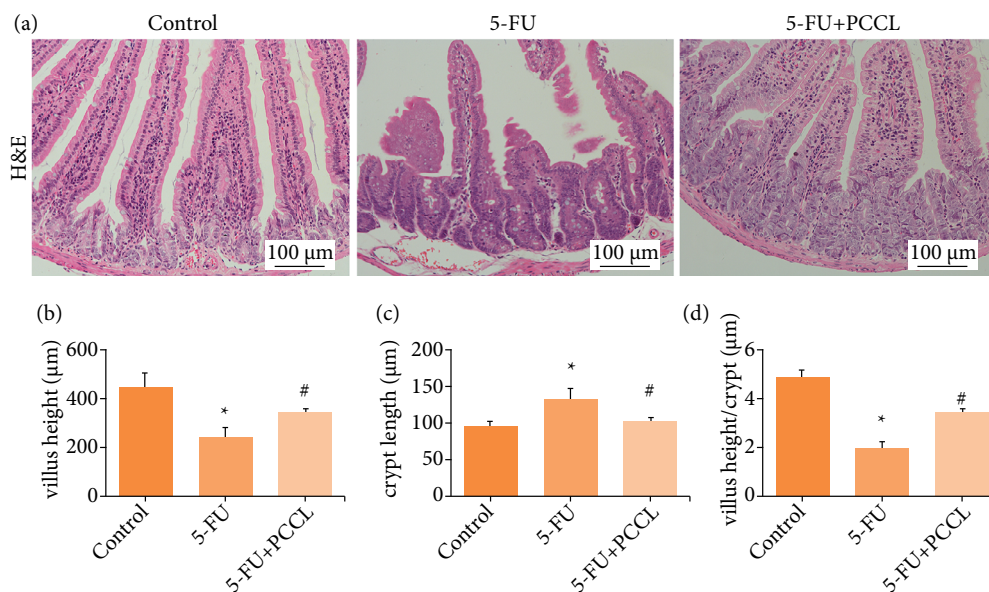 (a)
Control
5-FU
5-FU+PCCL
H&E
100 μm
100 μm
100 μm
(b)
villus height (μm)
600
400
200
0
*
#
Control
5-FU
5-FU+PCCL
(c)
crypt length (μm)
200
150
100
50
0
*
#
Control
5-FU
5-FU+PCCL
(d)
villus height/crypt (μm)
6
4
2
0
*
#
Control
5-FU
5-FU+PCCL